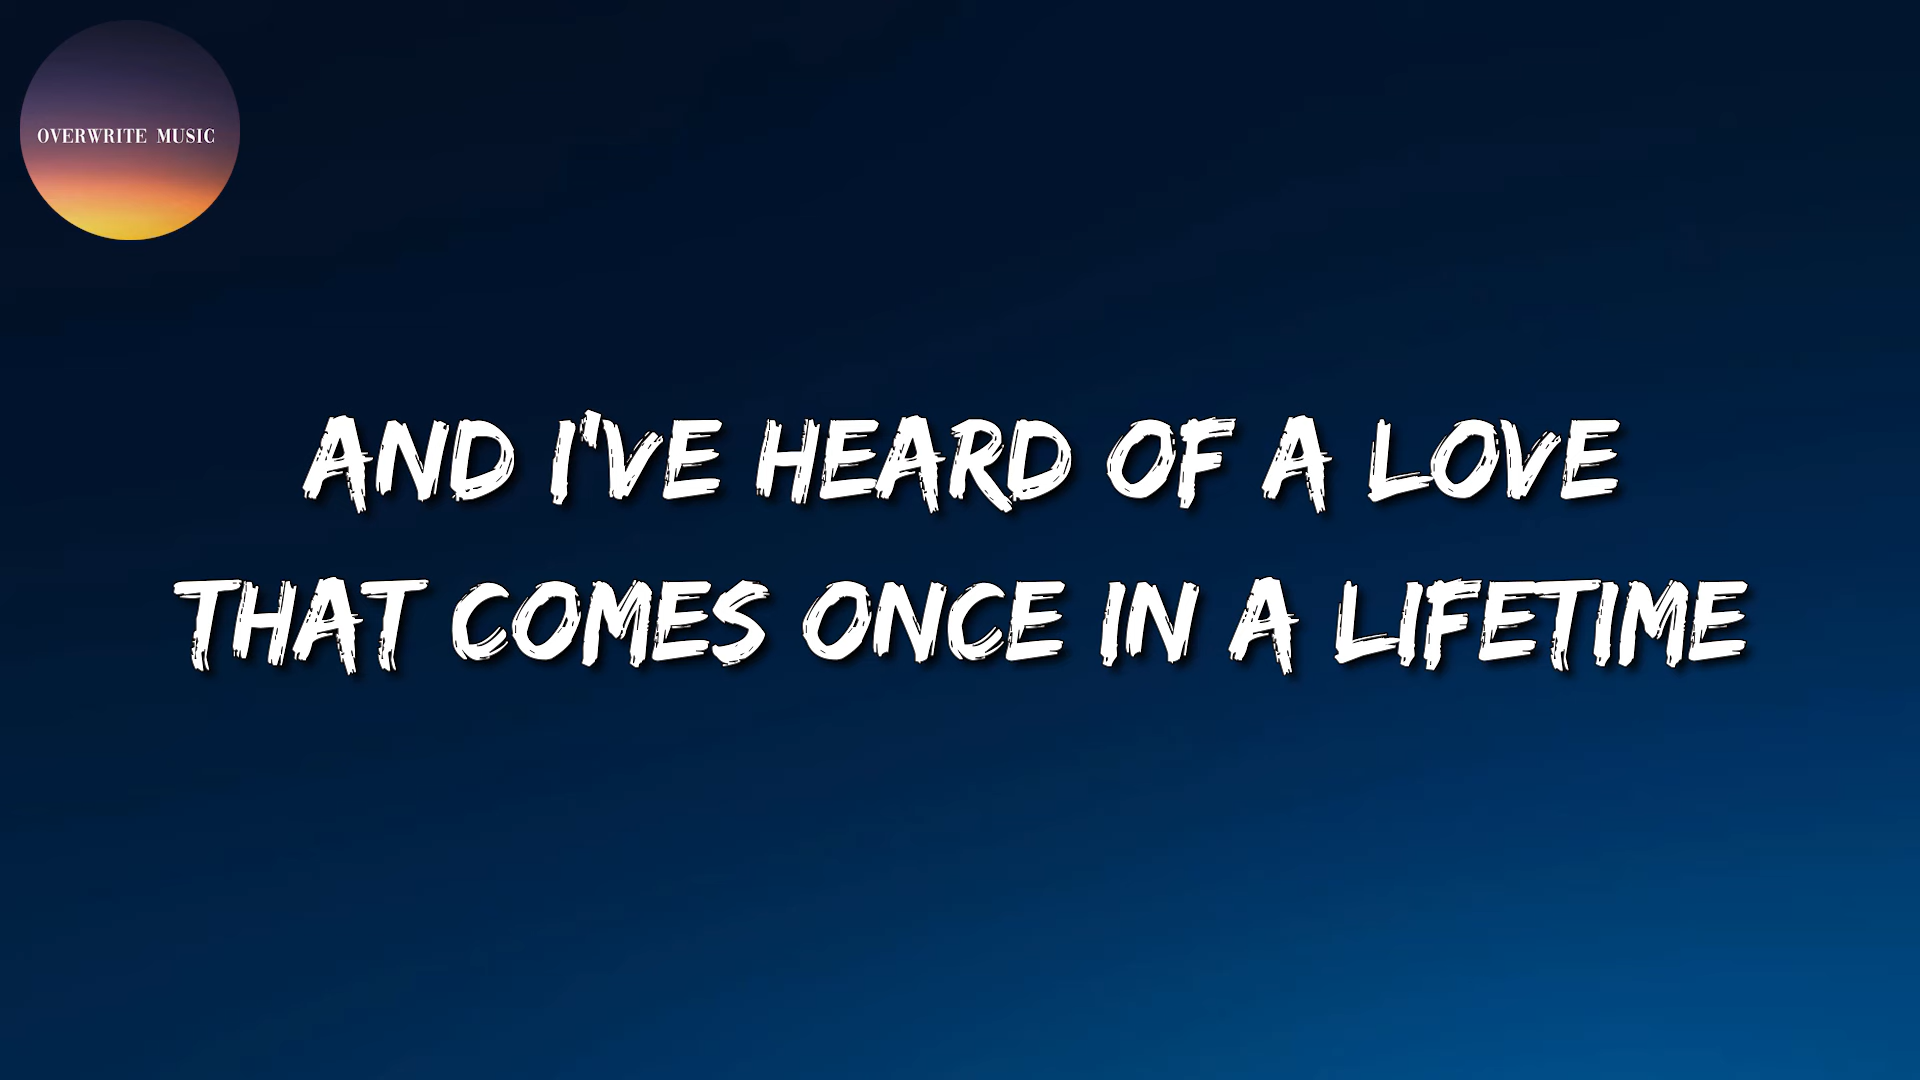 OVERWRITE MUSIC
AND I'VE HEARD OF A LOVE
THAT COMES ONCE IN A LIFETIME